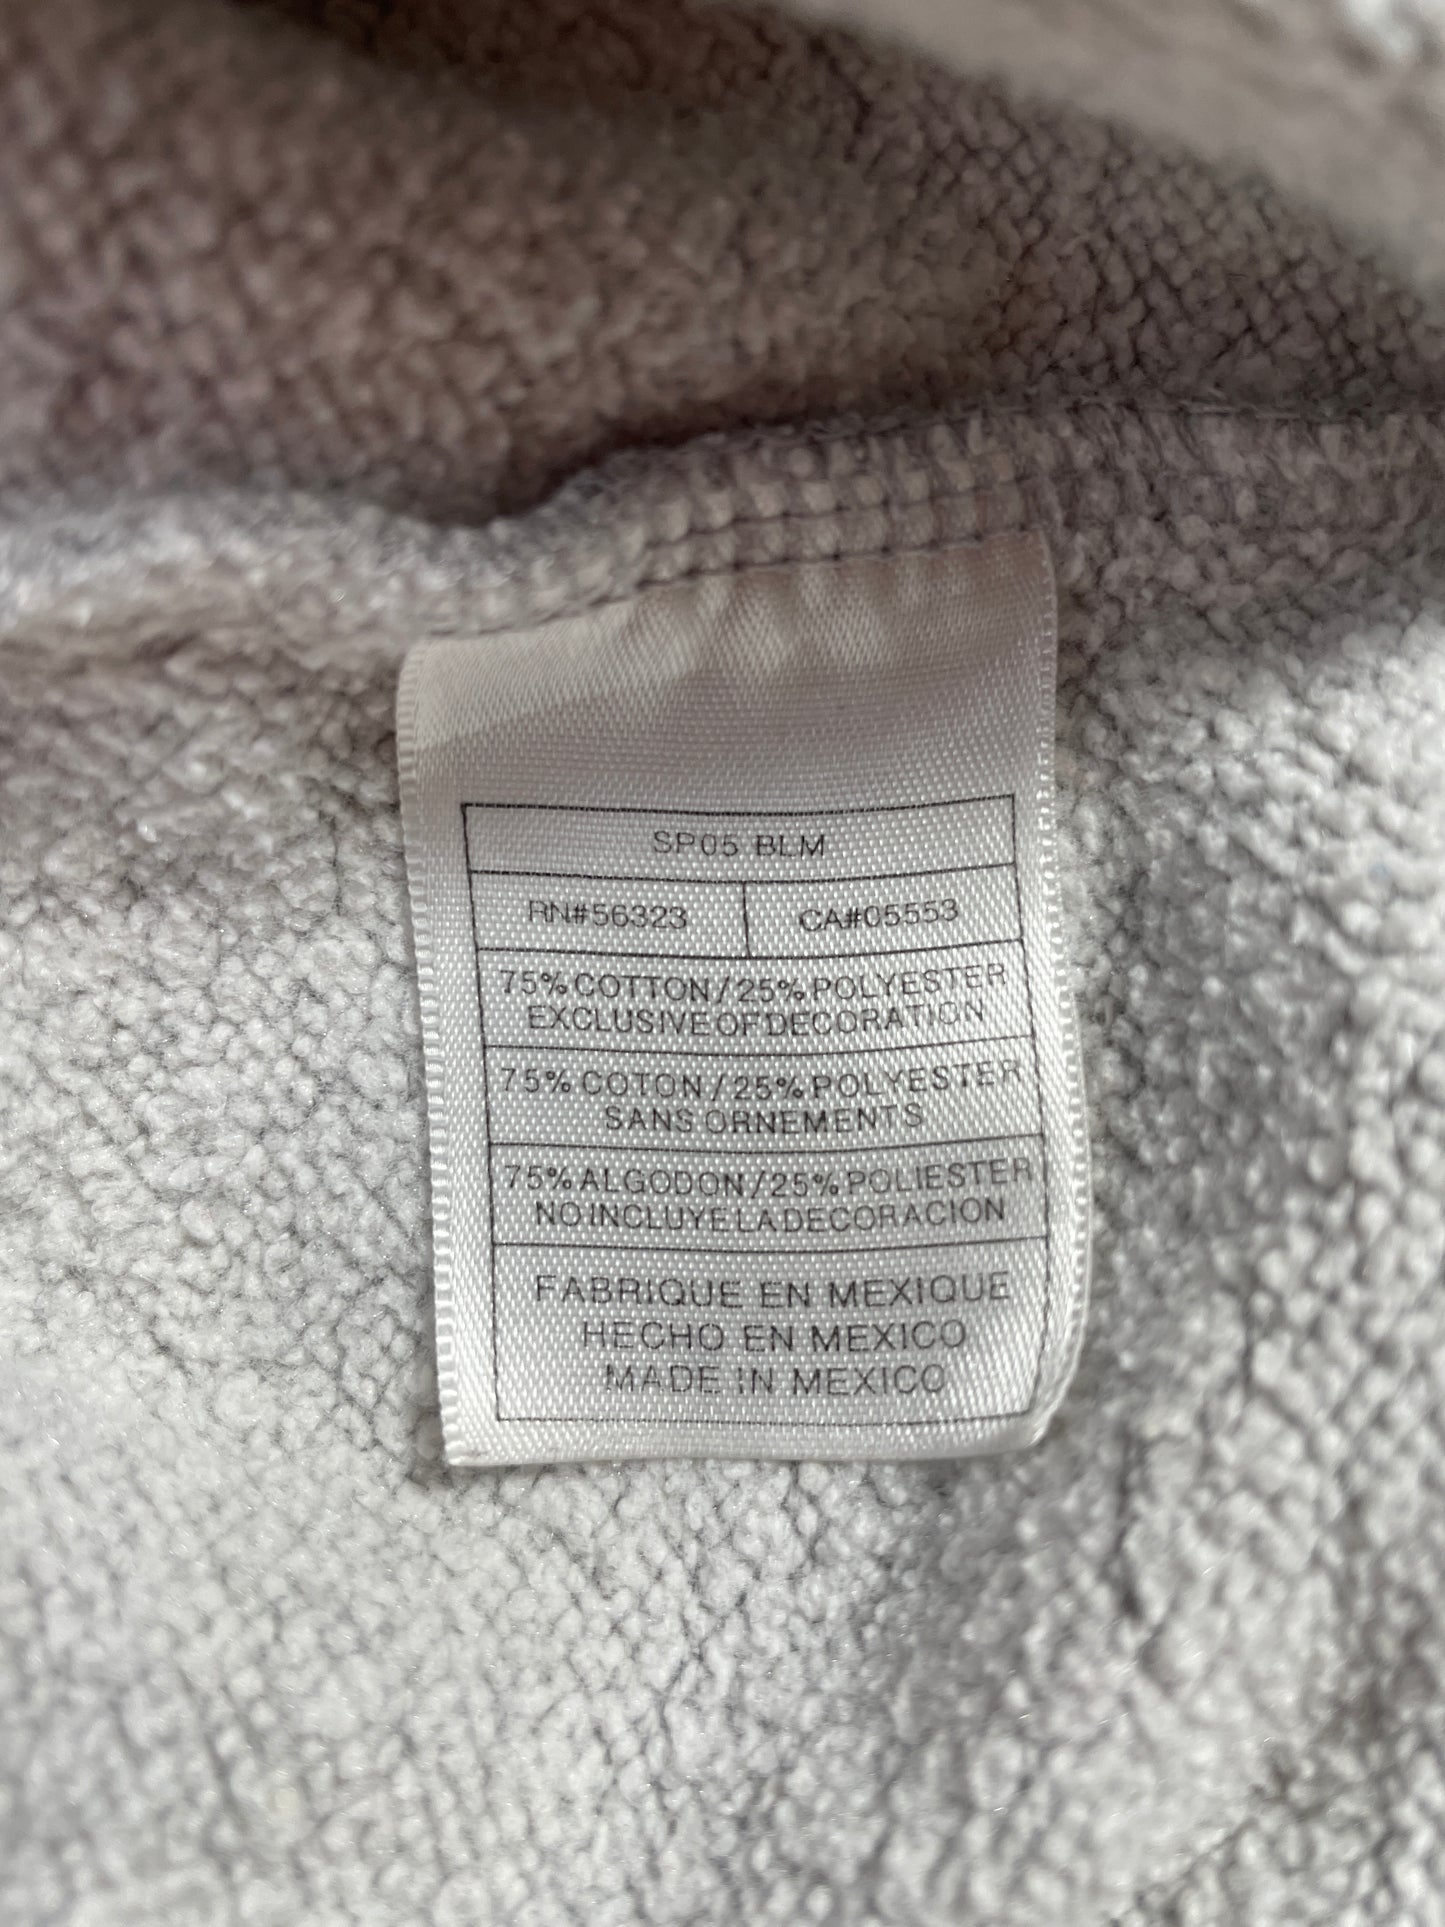 SP05 BLM
RN#56323 CA#05553
75% COTTON/25% POLYESTER
EXCLUSIVE OF DECORATION
75% COTON/25% POLYESTER
SANS ORNEMENTS
75% ALGODON/25% POLIESTER
NO INCLUYE LA DECORACION
FABRIQUE EN MEXIQUE
HECHO EN MEXICO
MADE IN MEXICO